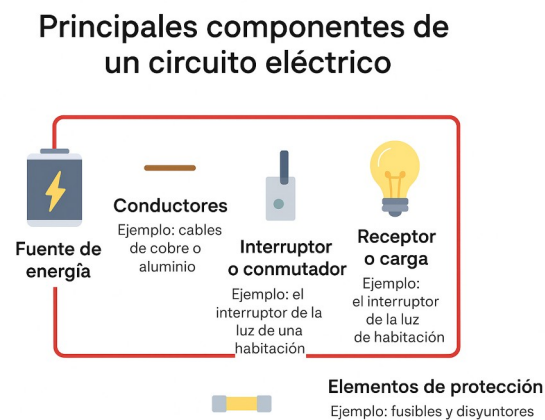 Principales componentes de
un circuito eléctrico
Fuente de
energía
Conductores
Ejemplo: cables
de cobre o
aluminio
Interruptor
o conmutador
Ejemplo: el
interruptor de la
luz de una
habitación
Receptor
o carga
Ejemplo:
el interruptor
de la luz
de habitación
Elementos de protección
Ejemplo: fusibles y disyuntores